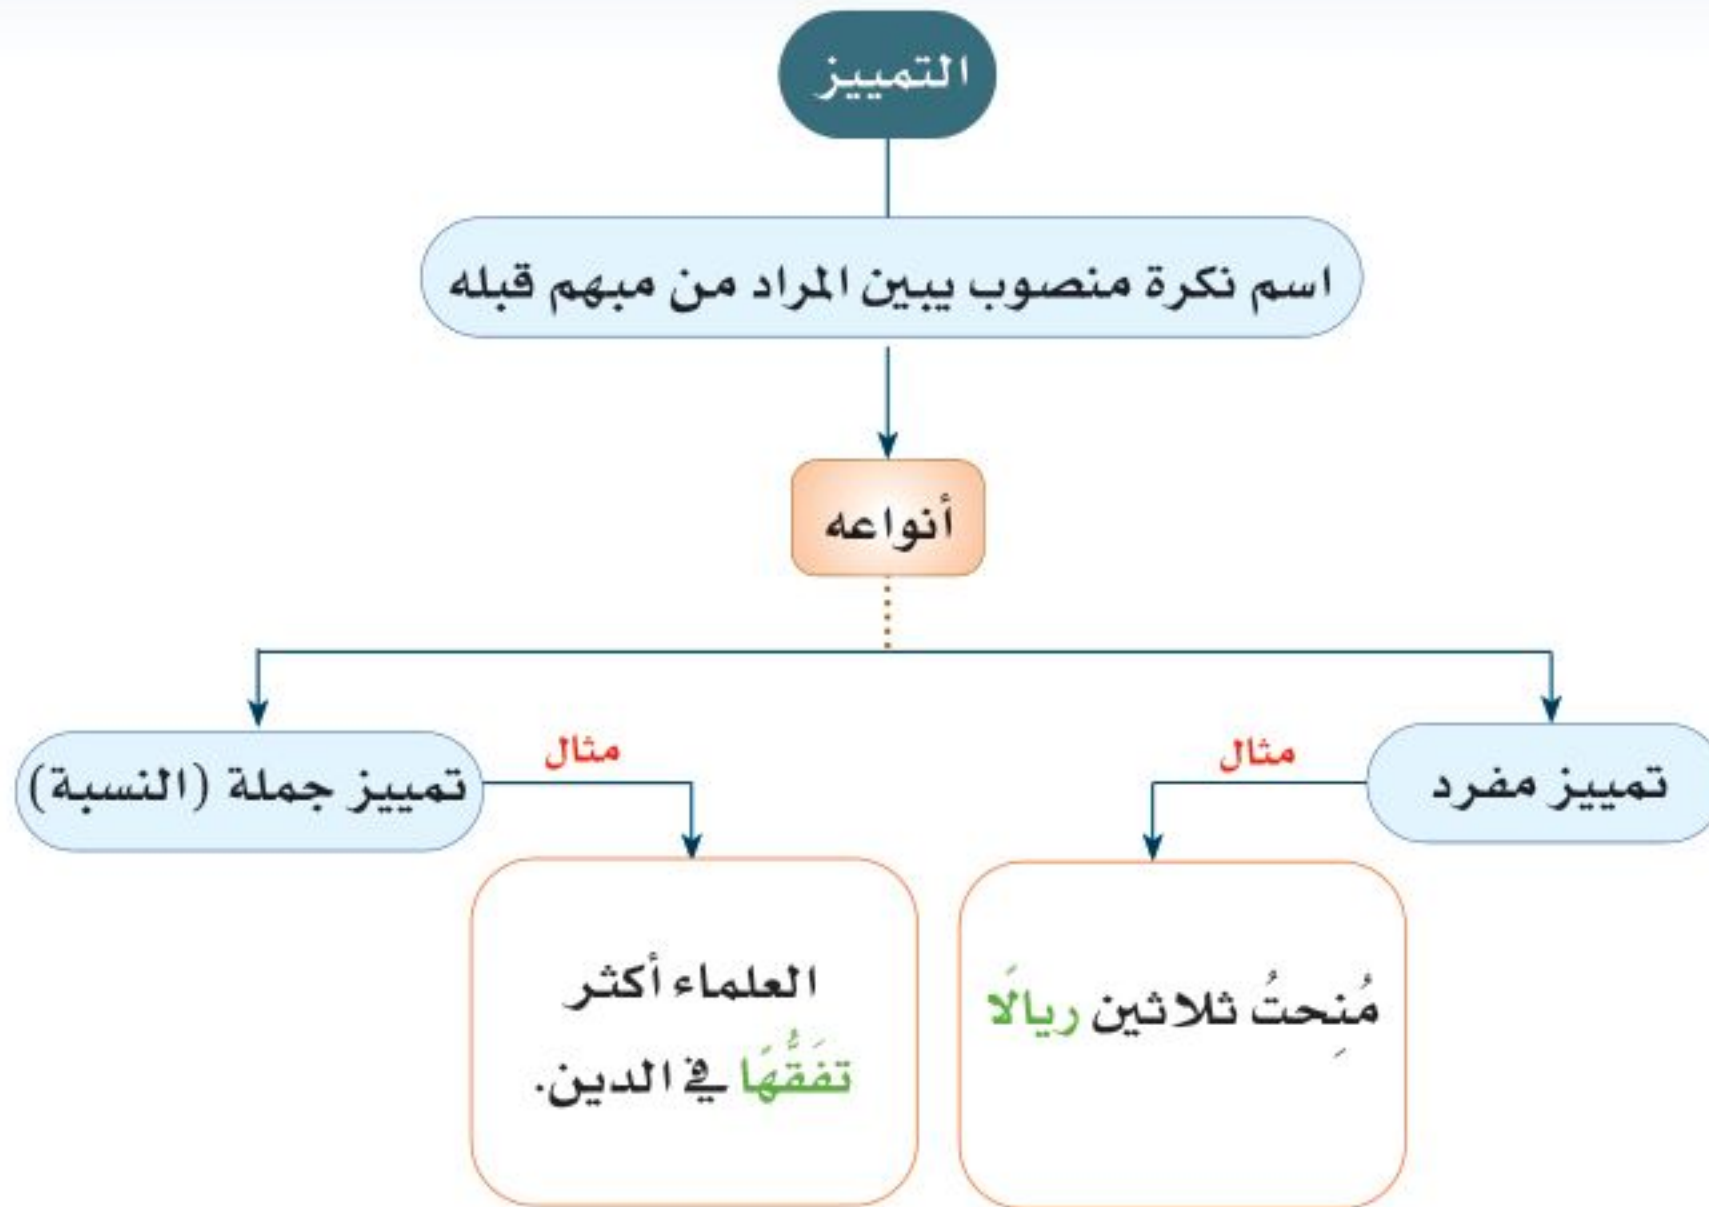 التمييز
اسم نكرة منصوب يبين المراد من مبهم قبله
أنواعه
تمييز مفرد
مثال
مُنِحتُ ثلاثين ريالًا
تمييز جملة (النسبة)
مثال
العلماء أكثر
تفَقُّهًا في الدين.